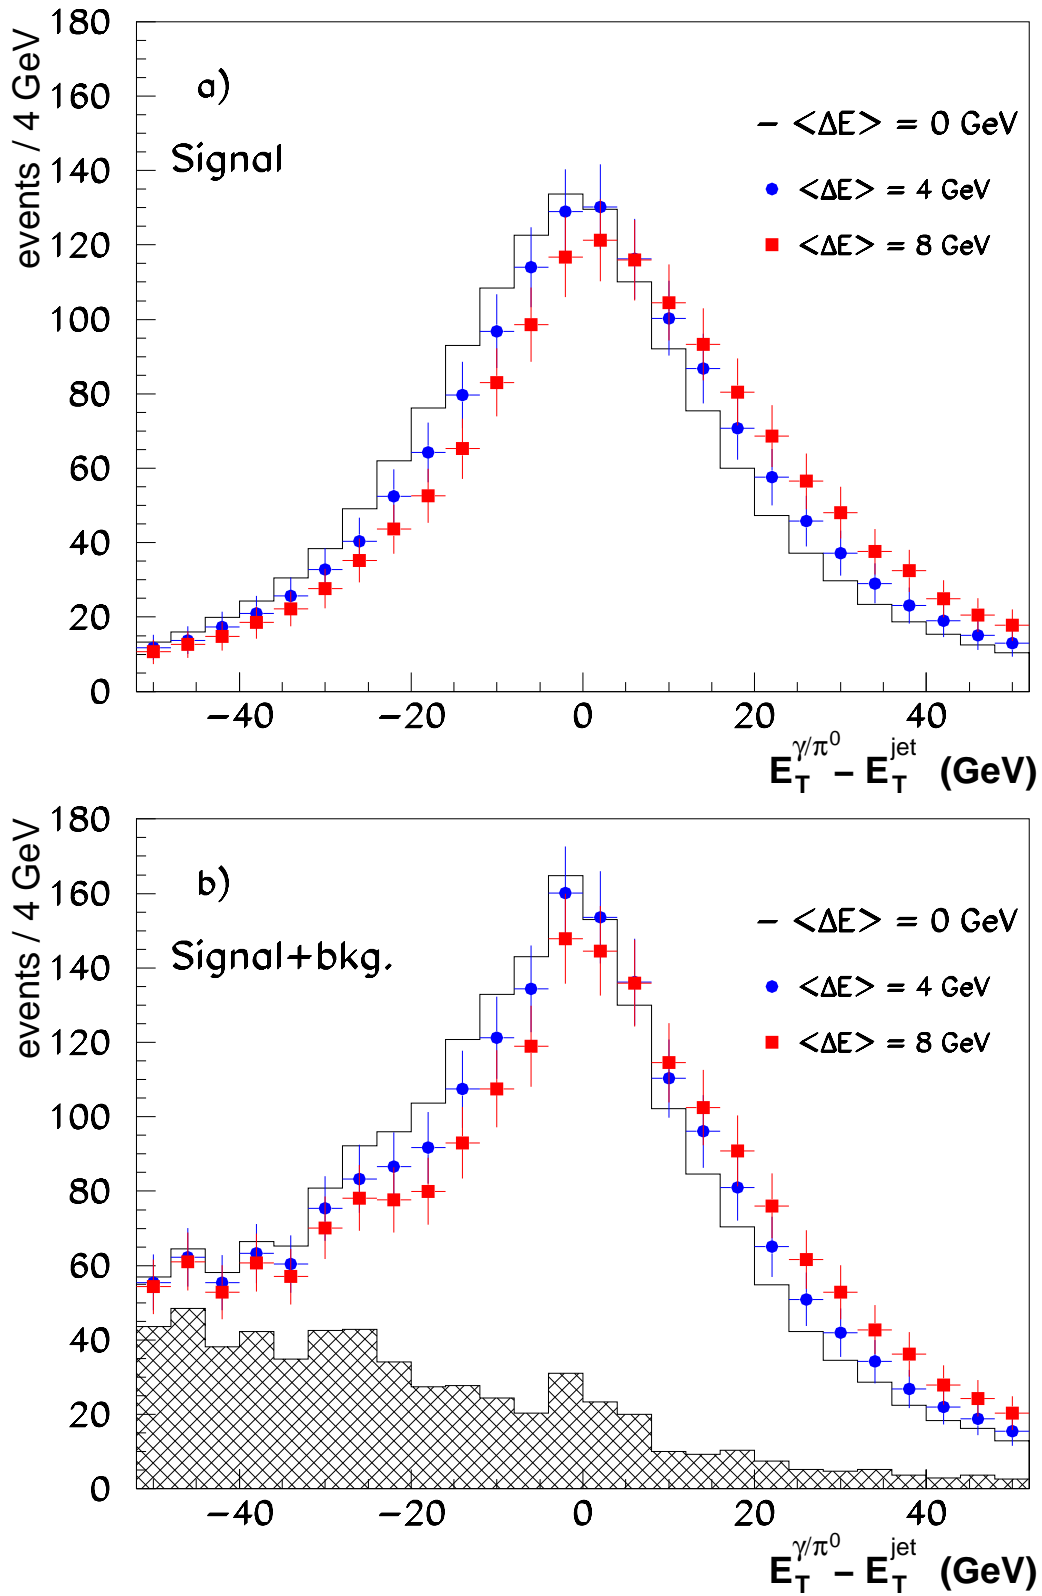 180
160
140
120
100
80
60
40
20
0
events / 4 GeV
a)
Signal
– <ΔE> = 0 GeV
<ΔE> = 4 GeV
<ΔE> = 8 GeV
−40 −20 0 20 40
E_T^{γ/π^0} – E_T^{jet} (GeV)
180
160
140
120
100
80
60
40
20
0
events / 4 GeV
b)
Signal+bkg.
– <ΔE> = 0 GeV
<ΔE> = 4 GeV
<ΔE> = 8 GeV
−40 −20 0 20 40
E_T^{γ/π^0} – E_T^{jet} (GeV)